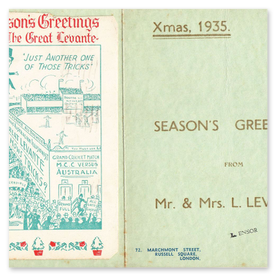 son's Greetings
The Great Levante-
"JUST ANOTHER ONE
OF THOSE TRICKS"
GRAND CRICKET MATCH
M.C.C. VERSUS
AUSTRALIA
Xmas, 1935.
SEASON'S GREE
FROM
Mr. & Mrs. L. LEV
L ENSOR
72, MARCHMONT STREET,
RUSSELL SQUARE,
LONDON.